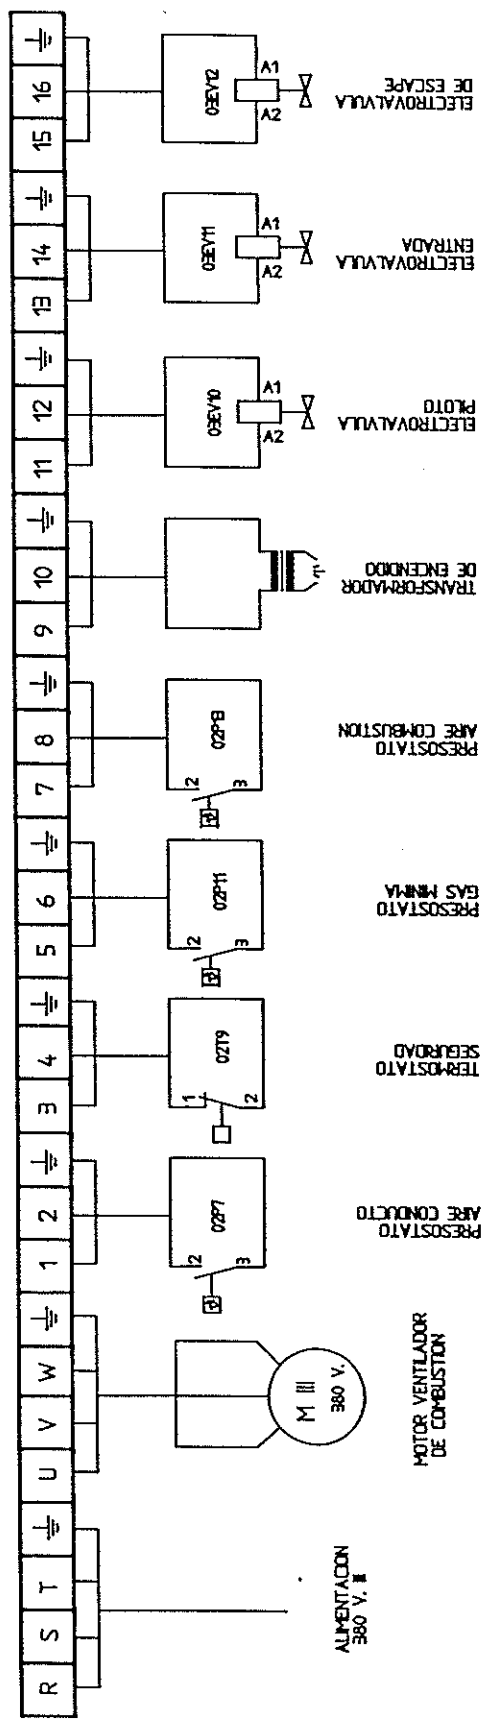 R S T U V W 1 2 3 4 5 6 7 8 9 10 11 12 13 14 15 16
ALIMENTACION
380 V. III
M III
380 V.
MOTOR VENTILADOR
DE COMBUSTION
02P7
2
3
PRESOSTATO
AIRE CONDUCTO
02T9
1
2
TERMOSTATO
SEGURIDAD
02P11
2
3
PRESOSTATO
GAS MINIMA
02P8
2
3
PRESOSTATO
AIRE COMBUSTION
TRANSFORMADOR
DE ENCENDIDO
03EV10
A2 A1
ELECTROVALVULA
PILOTO
03EV11
A2 A1
ELECTROVALVULA
ENTRADA
03EV12
A2 A1
ELECTROVALVULA
DE ESCAPE